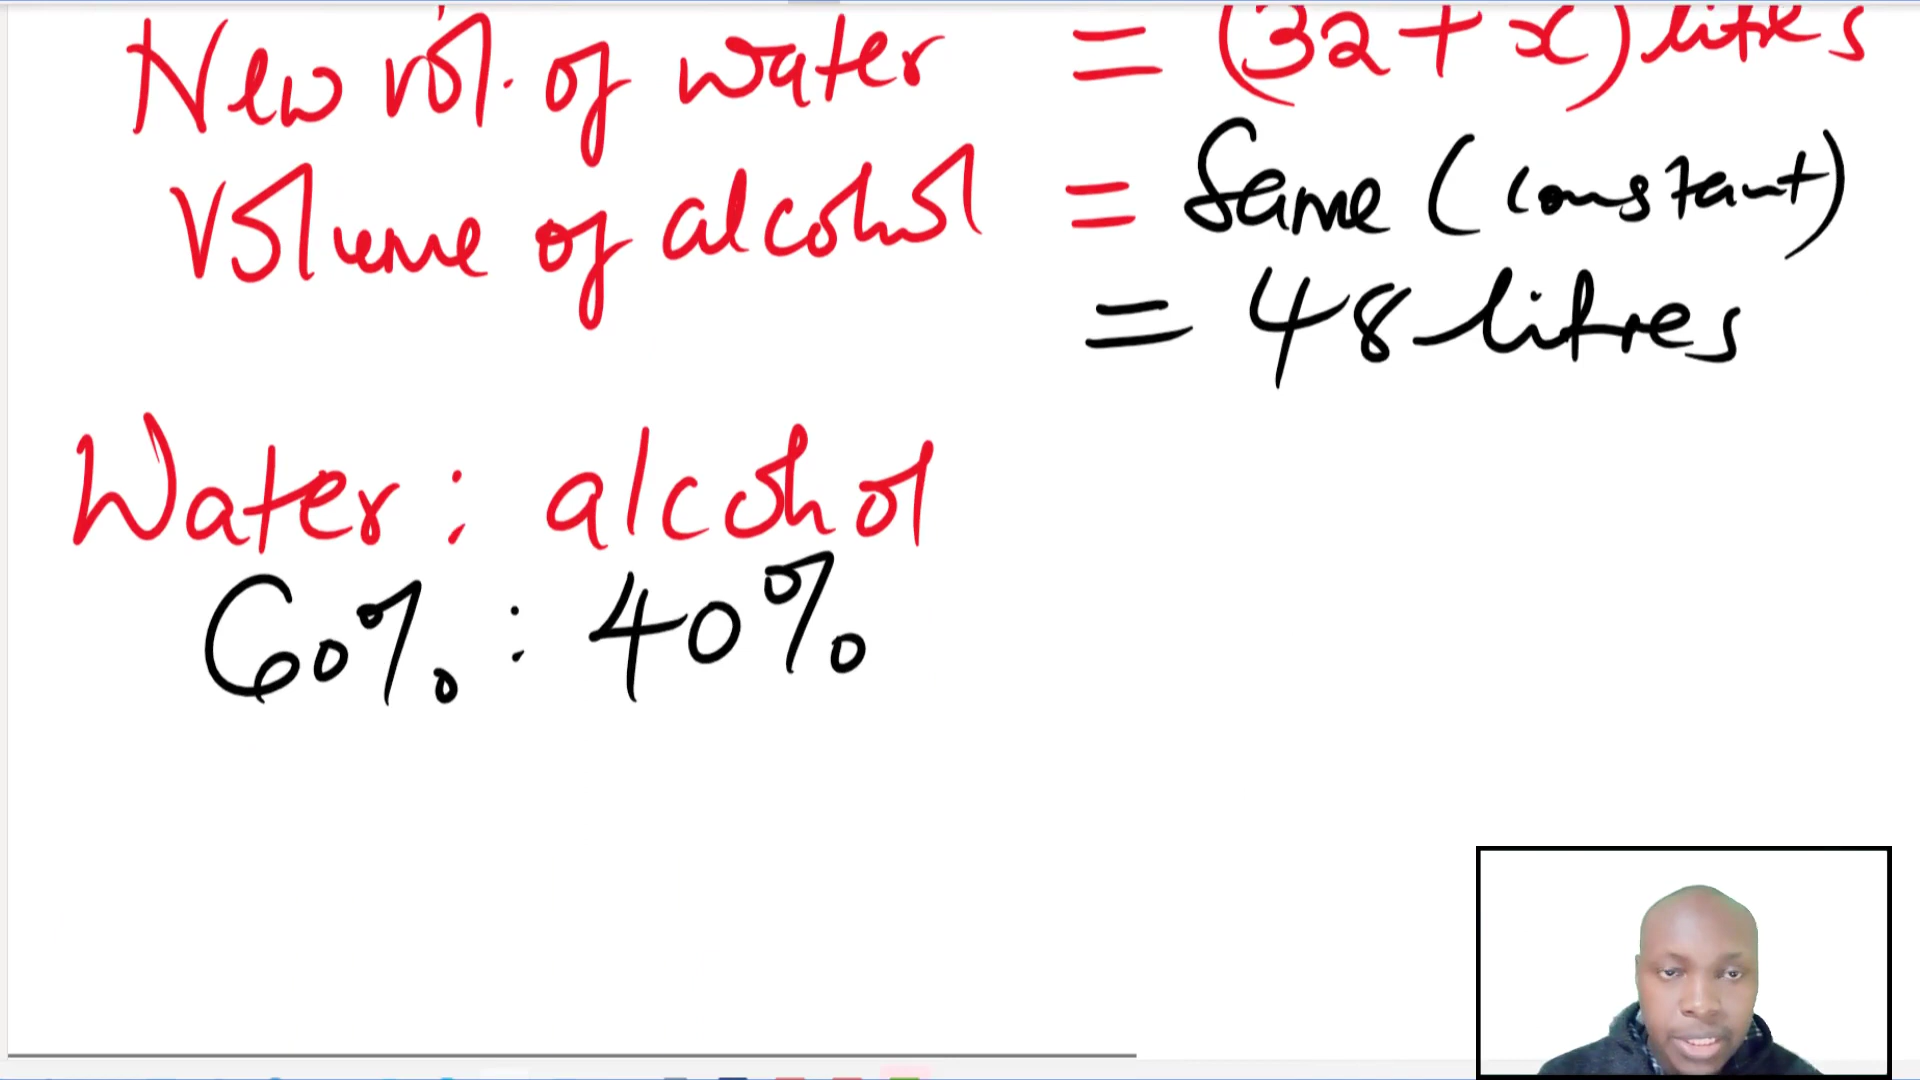 New vol. of water = (32 + x) litres
Volume of alcohol = Same (constant)
= 48 litres
Water : alcohol
60% : 40%